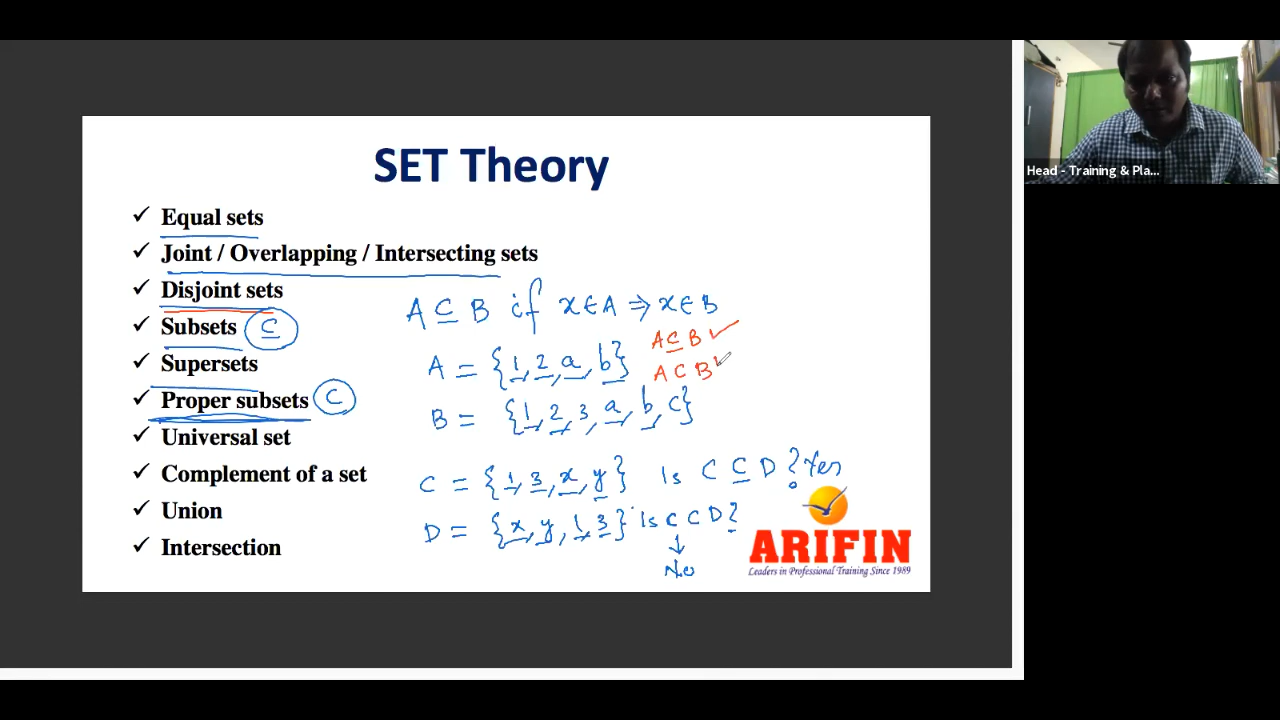 SET Theory
✓ Equal sets
✓ Joint / Overlapping / Intersecting sets
✓ Disjoint sets
✓ Subsets ⊆
✓ Supersets
✓ Proper subsets ⊂
✓ Universal set
✓ Complement of a set
✓ Union
✓ Intersection
A ⊆ B if x ∈ A ⇒ x ∈ B
A = {1, 2, a, b}
A ⊆ B ✓
A ⊂ B ✓
B = {1, 2, 3, a, b, c}
C = {1, 3, x, y} Is C ⊆ D ? Yes
D = {x, y, 1, 3} Is C ⊂ D ?
↓
No
ARIFIN
Leaders in Professional Training Since 1989
Head - Training & Pla...